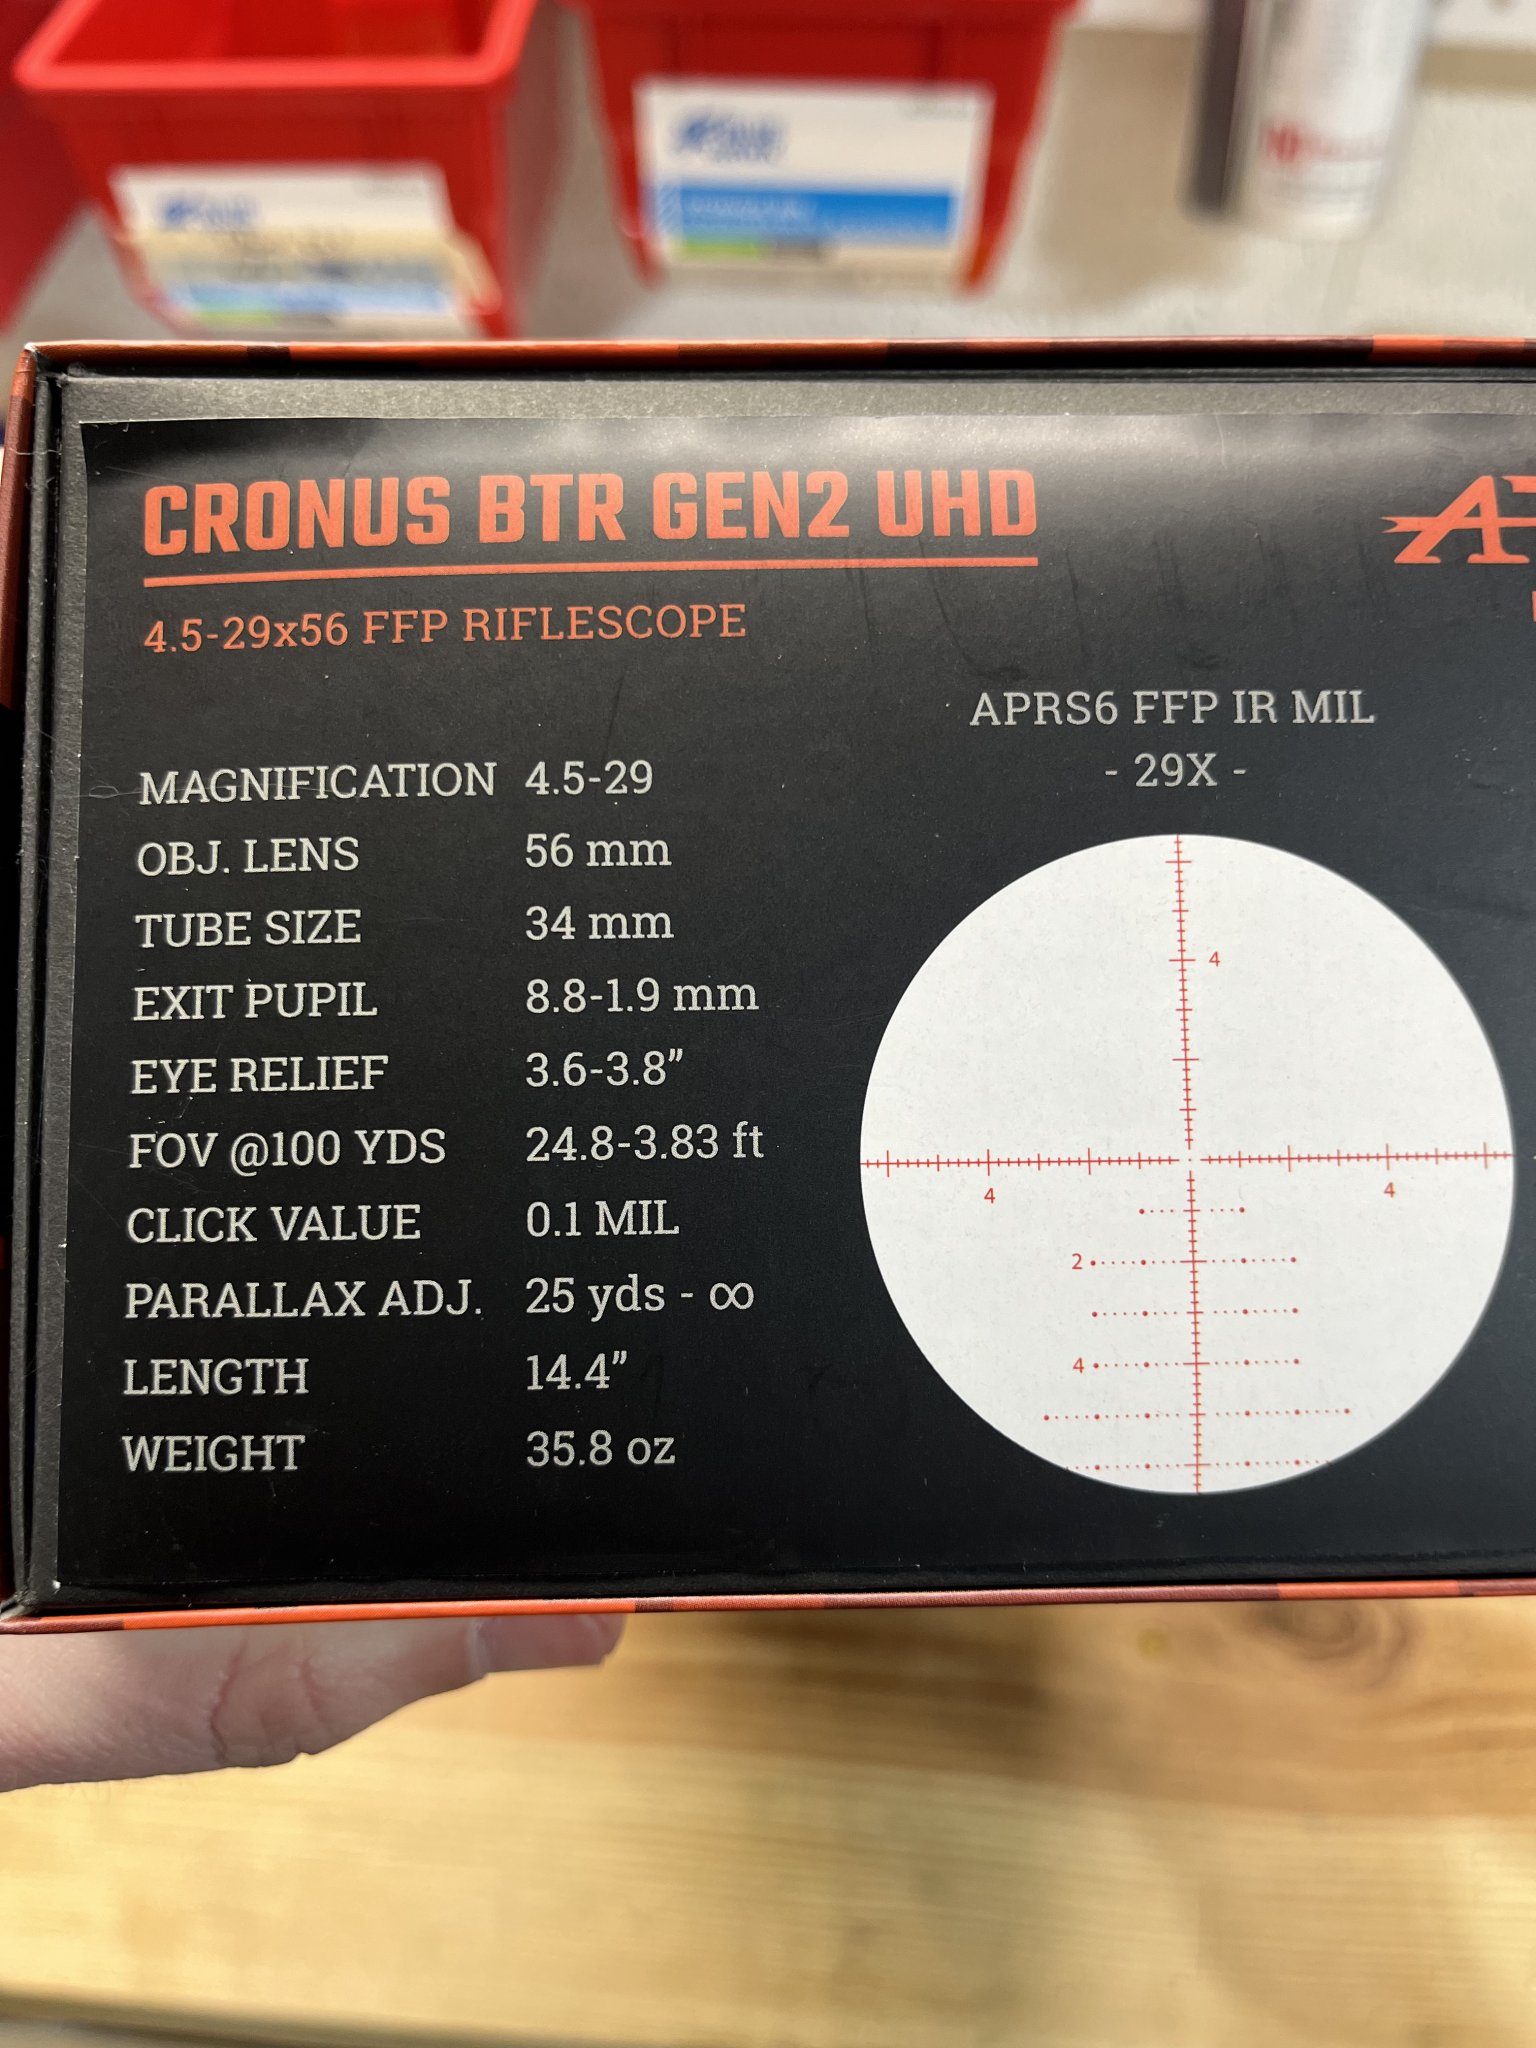 CRONUS BTR GEN2 UHD
4.5-29x56 FFP RIFLESCOPE
APRS6 FFP IR MIL
- 29X -
MAGNIFICATION 4.5-29
OBJ. LENS 56 mm
TUBE SIZE 34 mm
EXIT PUPIL 8.8-1.9 mm
EYE RELIEF 3.6-3.8”
FOV @100 YDS 24.8-3.83 ft
CLICK VALUE 0.1 MIL
PARALLAX ADJ. 25 yds - ∞
LENGTH 14.4”
WEIGHT 35.8 oz
4
4 4
2
4